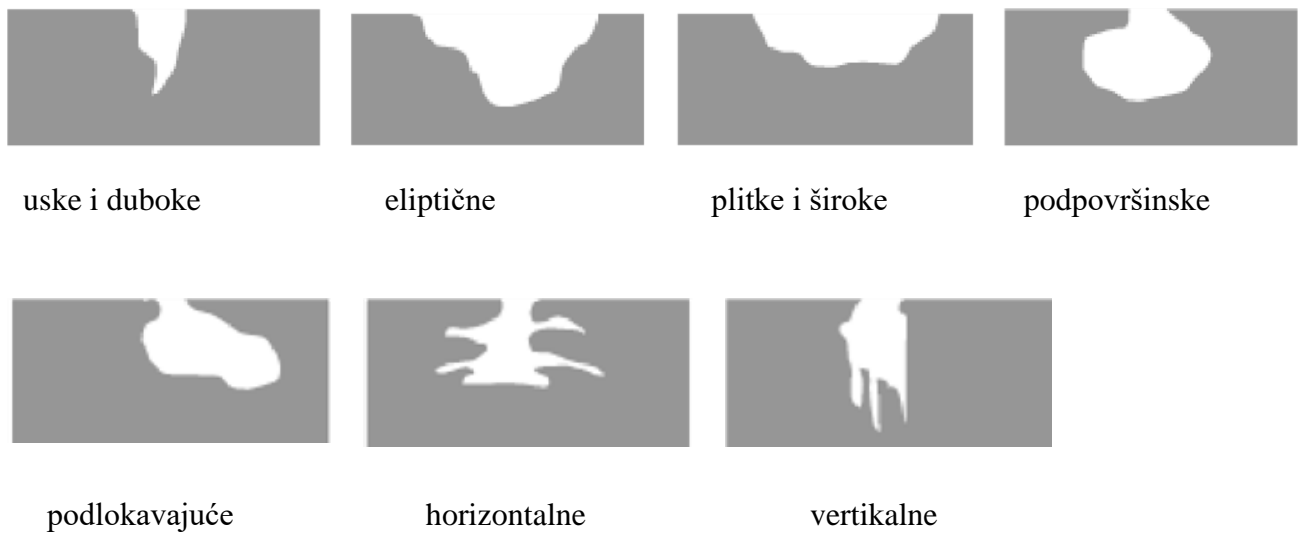 uske i duboke
eliptične
plitke i široke
podpovršinske
podlokavajuće
horizontalne
vertikalne